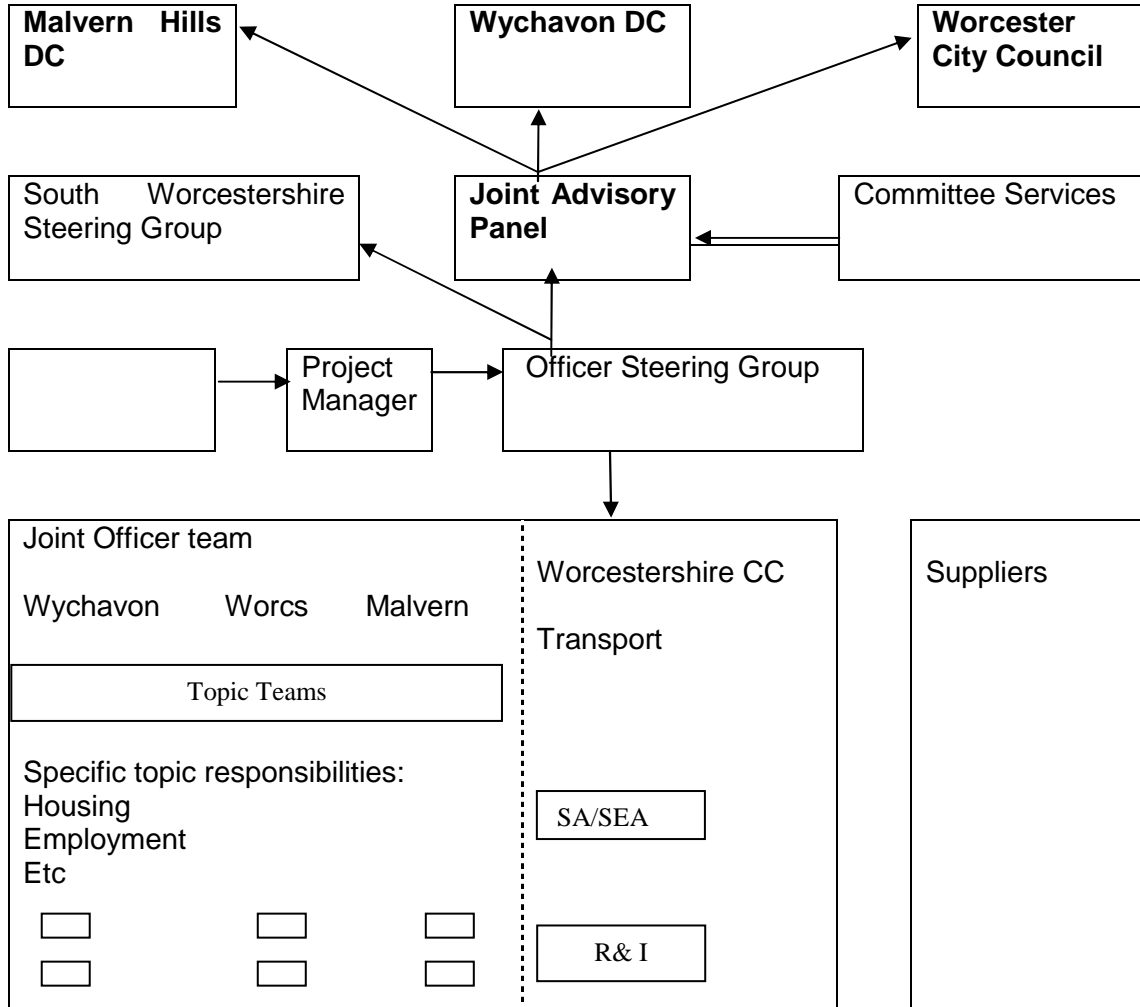 Malvern Hills
DC
Wychavon DC
Worcester
City Council
South Worcestershire
Steering Group
Joint Advisory
Panel
Committee Services
Project
Manager
Officer Steering Group
Joint Officer team
Wychavon Worcs Malvern
Topic Teams
Specific topic responsibilities:
Housing
Employment
Etc
Worcestershire CC
Transport
SA/SEA
R& I
Suppliers